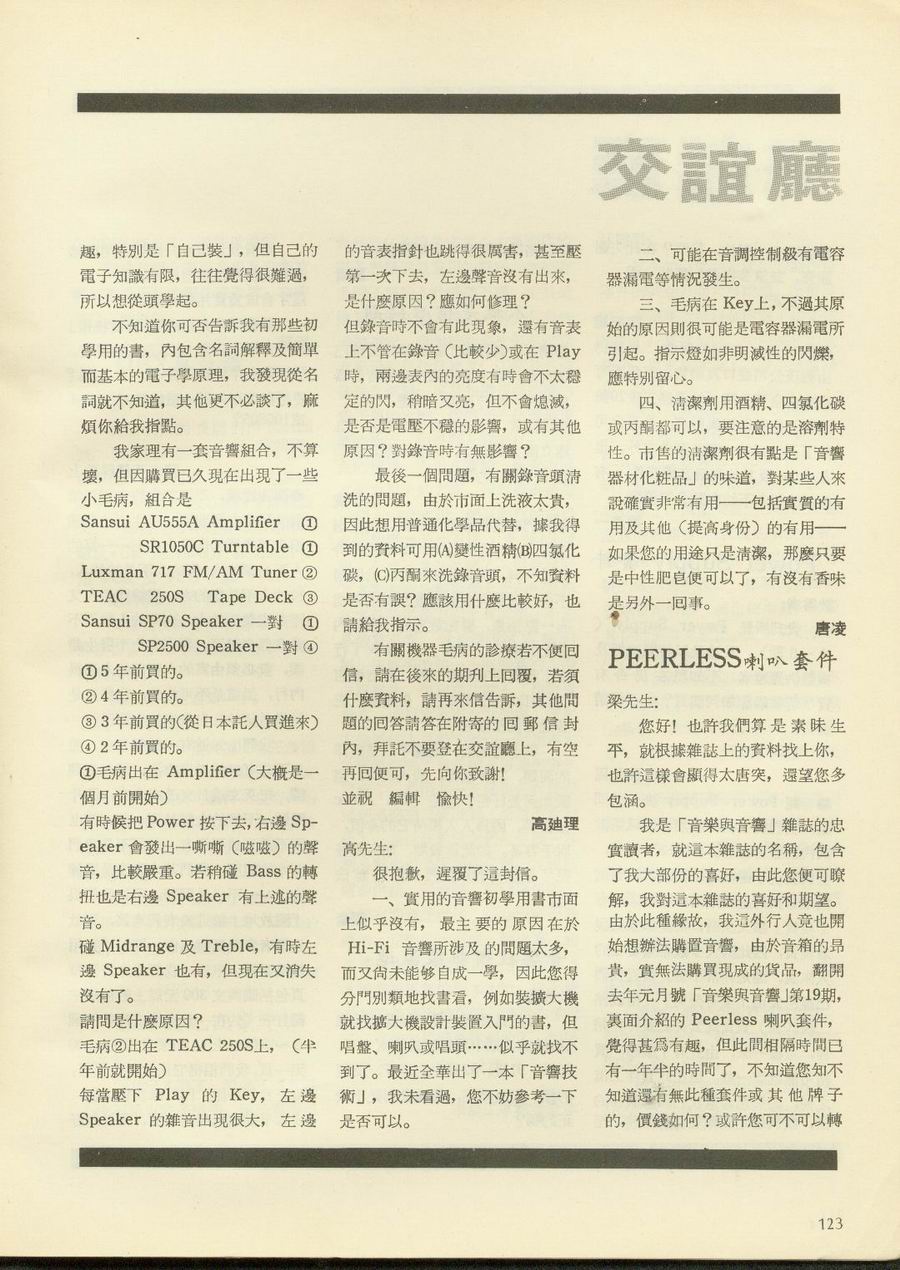 交誼廳
趣，特別是「自己裝」，但自己的
電子知識有限，往往覺得很難過，
所以想從頭學起。
不知道你可否告訴我有那些初
學用的書，內包含名詞解釋及簡單
而基本的電子學原理，我發現從名
詞就不知道，其他更不必談了，麻
煩你給我指點。
我家理有一套音響組合，不算
壞，但因購買已久現在出現了一些
小毛病，組合是
Sansui AU555A Amplifier ①
SR1050C Turntable ①
Luxman 717 FM/AM Tuner ②
TEAC 250S Tape Deck ③
Sansui SP70 Speaker 一對 ①
SP2500 Speaker 一對 ④
①5年前買的。
②4年前買的。
③3年前買的(從日本託人買進來)
④2年前買的。
①毛病出在 Amplifier（大概是一
個月前開始）
有時候把 Power 按下去，右邊 Sp-
eaker 會發出一嘶嘶（嗞嗞）的聲
音，比較嚴重。若稍碰 Bass 的轉
扭也是右邊 Speaker 有上述的聲
音。
碰 Midrange 及 Treble，有時左
邊 Speaker 也有，但現在又消失
沒有了。
請問是什麼原因？
毛病②出在 TEAC 250S上，（半
年前就開始）
每當壓下 Play 的 Key，左邊
Speaker 的雜音出現很大，左邊
的音表指針也跳得很厲害，甚至壓
第一次下去，左邊聲音沒有出來，
是什麼原因？應如何修理？
但錄音時不會有此現象，還有音表
上不管在錄音（比較少)或在 Play
時，兩邊表內的亮度有時會不太穩
定的閃，稍暗又亮，但不會熄滅，
是否是電壓不穩的影響，或有其他
原因？對錄音時有無影響？
最後一個問題，有關錄音頭清
洗的問題，由於市面上洗液太貴，
因此想用普通化學品代替，據我得
到的資料可用(A)變性酒精(B)四氯化
碳，(C)丙酮來洗錄音頭，不知資料
是否有誤？應該用什麼比較好，也
請給我指示。
有關機器毛病的診療若不便回
信，請在後來的期刊上回覆，若須
什麼資料，請再來信告訴，其他問
題的回答請答在附寄的回郵信封
內，拜託不要登在交誼廳上，有空
再回便可，先向你致謝！
並祝 編輯 愉快！
高廸理
高先生：
很抱歉，遲覆了這封信。
一、實用的音響初學用書市面
上似乎沒有，最主要的原因在於
Hi-Fi 音響所涉及的問題太多，
而又尚未能够自成一學，因此您得
分門別類地找書看，例如裝擴大機
就找擴大機設計裝置入門的書，但
唱盤、喇叭或唱頭……似乎就找不
到了。最近全華出了一本「音響技
術」，我未看過，您不妨參考一下
是否可以。
二、可能在音調控制級有電容
器漏電等情況發生。
三、毛病在 Key上，不過其原
始的原因則很可能是電容器漏電所
引起。指示燈如非明滅性的閃爍，
應特別留心。
四、清潔劑用酒精、四氯化碳
或丙酮都可以，要注意的是溶劑特
性。市售的清潔劑很有點是「音響
器材化粧品」的味道，對某些人來
說確實非常有用——包括實質的有
用及其他（提高身份）的有用——
如果您的用途只是清潔，那麼只要
是中性肥皂便可以了，有沒有香味
是另外一回事。
唐凌
PEERLESS喇叭套件
梁先生：
您好！也許我們算是素昧生
平，就根據雜誌上的資料找上你，
也許這樣會顯得太唐突，還望您多
包涵。
我是「音樂與音響」雜誌的忠
實讀者，就這本雜誌的名稱，包含
了我大部份的喜好，由此您便可瞭
解，我對這本雜誌的喜好和期望。
由於此種緣故，我這外行人竟也開
始想辦法購置音響，由於音箱的昂
貴，實無法購買現成的貨品，翻開
去年元月號「音樂與音響」第19期，
裏面介紹的 Peerless 喇叭套件，
覺得甚爲有趣，但此間相隔時間已
有一年半的時間了，不知道您知不
知道還有無此種套件或其他牌子
的，價錢如何？或許您可不可以轉
123